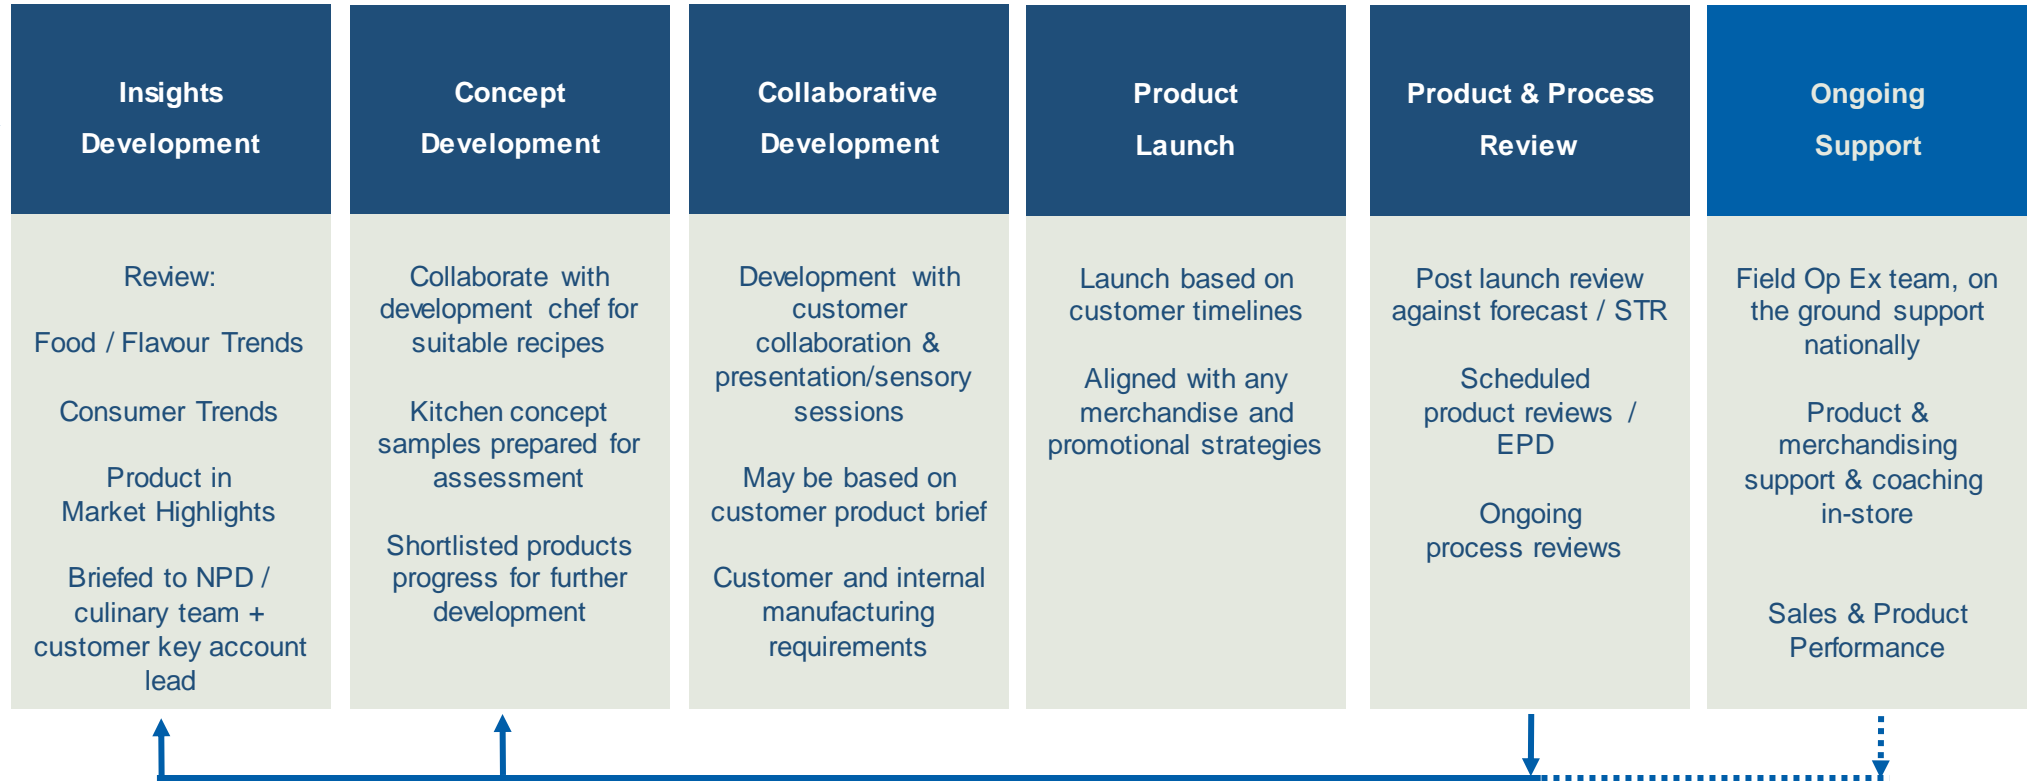 Insights
Development
Review:
Food / Flavour Trends
Consumer Trends
Product in
Market Highlights
Briefed to NPD /
culinary team +
customer key account
lead
Concept
Development
Collaborate with
development chef for
suitable recipes
Kitchen concept
samples prepared for
assessment
Shortlisted products
progress for further
development
Collaborative
Development
Development with
customer
collaboration &
presentation/sensory
sessions
May be based on
customer product brief
Customer and internal
manufacturing
requirements
Product
Launch
Launch based on
customer timelines
Aligned with any
merchandise and
promotional strategies
Product & Process
Review
Post launch review
against forecast / STR
Scheduled
product reviews /
EPD
Ongoing
process reviews
Ongoing
Support
Field Op Ex team, on
the ground support
nationally
Product &
merchandising
support & coaching
in-store
Sales & Product
Performance